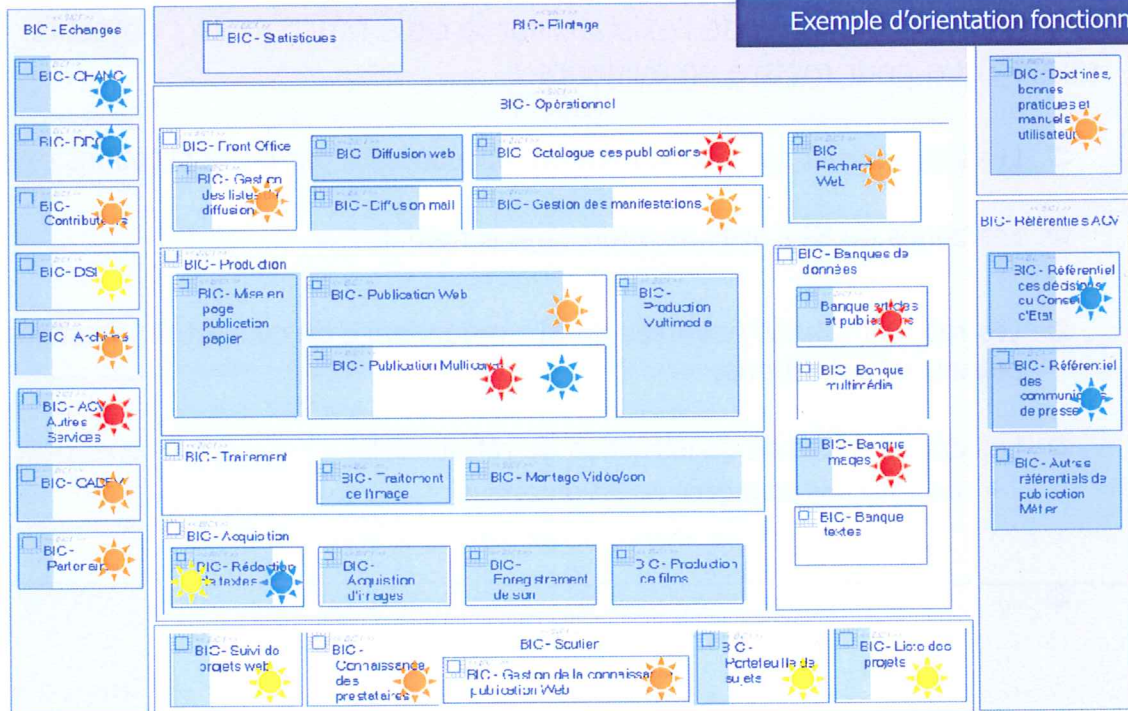 Exemple d'orientation fonctionn
BIC - Echanges
BIC-
Contributeurs
BIC- DSI
BIC - Archives
BIC -
Autres
Services
BIC-
Partenaire
BIC - Pilotage
BIC - Statistiques
BIC - Opérationnel
BIC - Front Office
BIC - Gestion
des listes de
diffusion
BIC - Diffusion web
BIC - Diffusion mail
BIC - Catalogue des publications
BIC - Gestion des manifestations
BIC
Web
BIC - Production
BIC - Mise en
page
publication
papier
BIC - Publication Web
BIC - Publication Multicanal
BIC -
Production
Multimedia
BIC - Traitement
BIC - Traitement
de l'image
BIC - Montage Vidéo/son
BIC - Acquisition
BIC - Rédaction
de textes
BIC -
Acquisition
d'images
BIC -
Enregistrement
de son
BIC - Production
de films
BIC - Banques de
données
Banque articles
et publications
BIC - Banque
multimédia
BIC - Banque
images
BIC - Banque
textes
BIC - Soutier
BIC - Suivi de
projets web
BIC -
Connaissance
des
prestataires
BIC - Gestion de la connaissance
publication Web
BIC -
Portefeuille de
sujets
BIC - Liste des
projets
BIC - Doctrines,
bonnes
pratiques et
manuels
utilisateur
BIC - Référentiels ACV
BIC - Référentiel
des décisions
du Conseil
d'Etat
BIC - Référentiel
des
communiqués
de presse
BIC - Autres
référentiels de
publication
Métier